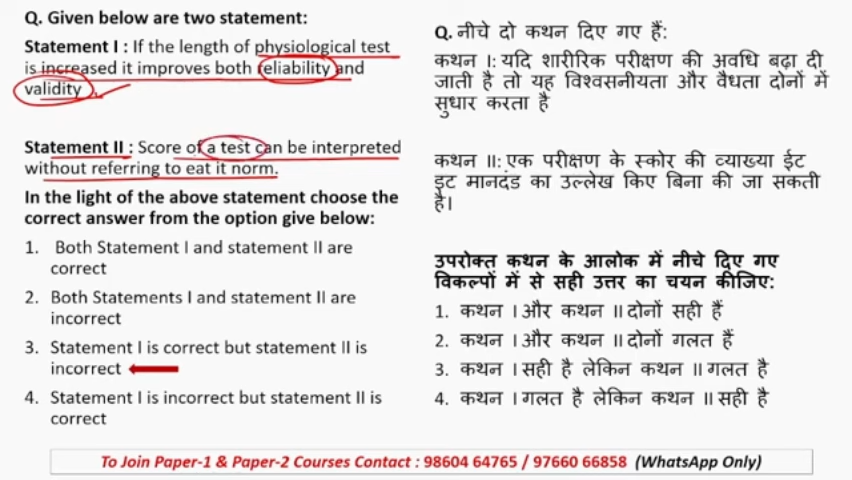 Q. Given below are two statement:
Statement I : If the length of physiological test
is increased it improves both reliability and
validity .
Statement II : Score of a test can be interpreted
without referring to eat it norm.
In the light of the above statement choose the
correct answer from the option give below:
1. Both Statement I and statement II are
correct
2. Both Statements I and statement II are
incorrect
3. Statement I is correct but statement II is
incorrect
4. Statement I is incorrect but statement II is
correct
Q. नीचे दो कथन दिए गए हैं:
कथन I: यदि शारीरिक परीक्षण की अवधि बढ़ा दी
जाती है तो यह विश्वसनीयता और वैधता दोनों में
सुधार करता है
कथन II: एक परीक्षण के स्कोर की व्याख्या ईट
इट मानदंड का उल्लेख किए बिना की जा सकती
है।
उपरोक्त कथन के आलोक में नीचे दिए गए
विकल्पों में से सही उत्तर का चयन कीजिए:
1. कथन I और कथन II दोनों सही हैं
2. कथन I और कथन II दोनों गलत हैं
3. कथन I सही है लेकिन कथन II गलत है
4. कथन I गलत है लेकिन कथन II सही है
To Join Paper-1 & Paper-2 Courses Contact : 98604 64765 / 97660 66858 (WhatsApp Only)